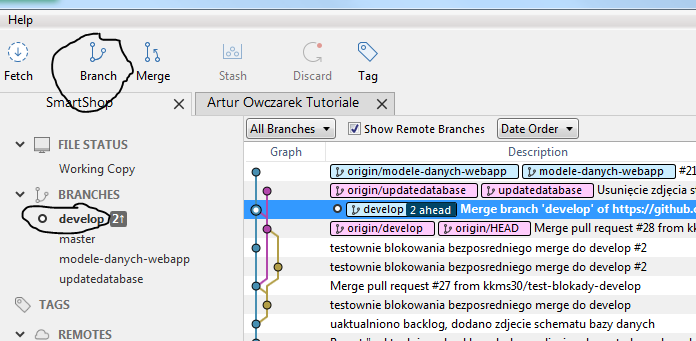 Help
Fetch Branch Merge Stash Discard Tag
SmartShop Artur Owczarek Tutoriale
All Branches Show Remote Branches Date Order
Graph Description
FILE STATUS
Working Copy
BRANCHES
develop 2↑
master
modele-danych-webapp
updatedatabase
TAGS
REMOTES
origin/modele-danych-webapp modele-danych-webapp #21
origin/updatedatabase updatedatabase Usunięcie zdjęcia
develop 2 ahead Merge branch 'develop' of https://github.
origin/develop origin/HEAD Merge pull request #28 from
testownie blokowania bezposredniego merge do develop #2
testownie blokowania bezposredniego merge do develop #2
Merge pull request #27 from kkms30/test-blokady-develop
testownie blokowania bezposredniego merge do develop
uaktualniono backlog, dodano zdjecie schematu bazy danych